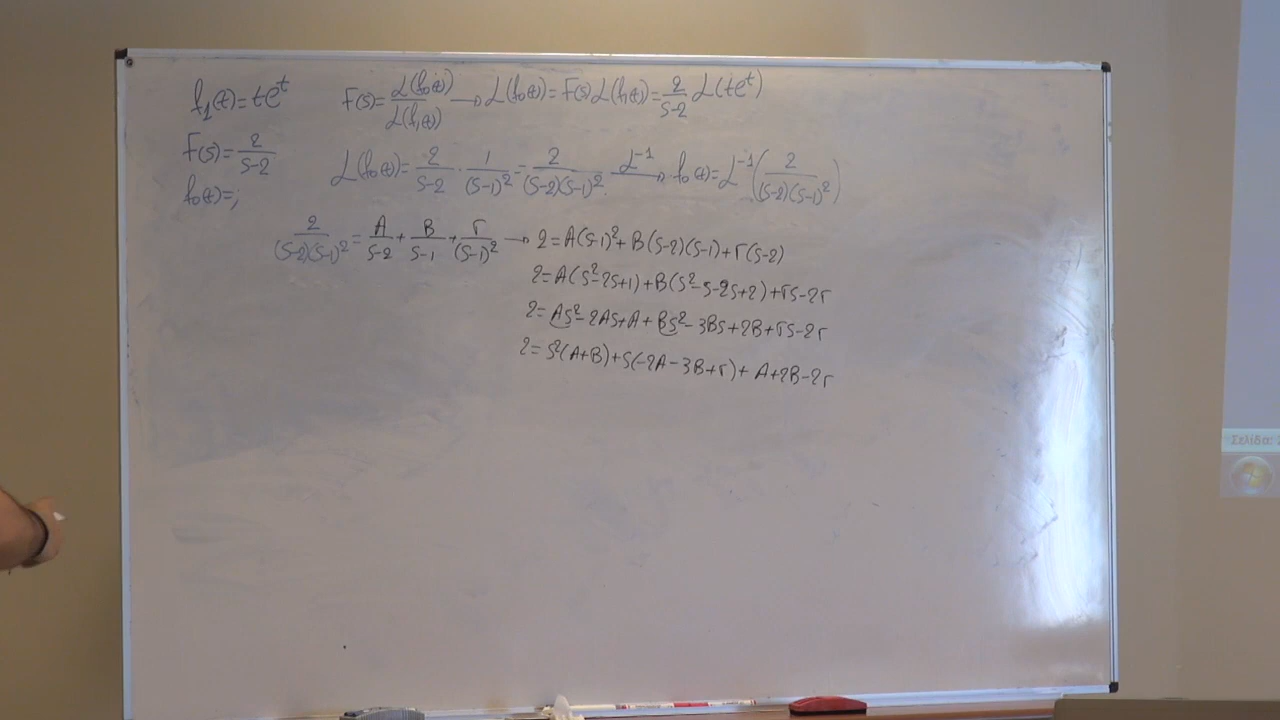 f₁(t)=te^t
F(s)=ℒ(f₀(t))/ℒ(f₁(t)) → ℒ(f₀(t))=F(s)ℒ(f₁(t))=2/(s-2) ℒ(te^t)
F(s)=2/(s-2)
f₀(t)=;
ℒ(f₀(t))=2/(s-2)·1/(s-1)²=2/((s-2)(s-1)²) ℒ⁻¹→ f₀(t)=ℒ⁻¹(2/((s-2)(s-1)²))
2/((s-2)(s-1)²)=A/(s-2)+B/(s-1)+Γ/(s-1)² → 2=A(s-1)²+B(s-2)(s-1)+Γ(s-2)
2=A(s²-2s+1)+B(s²-s-2s+2)+Γs-2Γ
2=As²-2As+A+Bs²-3Bs+2B+Γs-2Γ
2=s²(A+B)+s(-2A-3B+Γ)+A+2B-2Γ
Σελίδα: 2